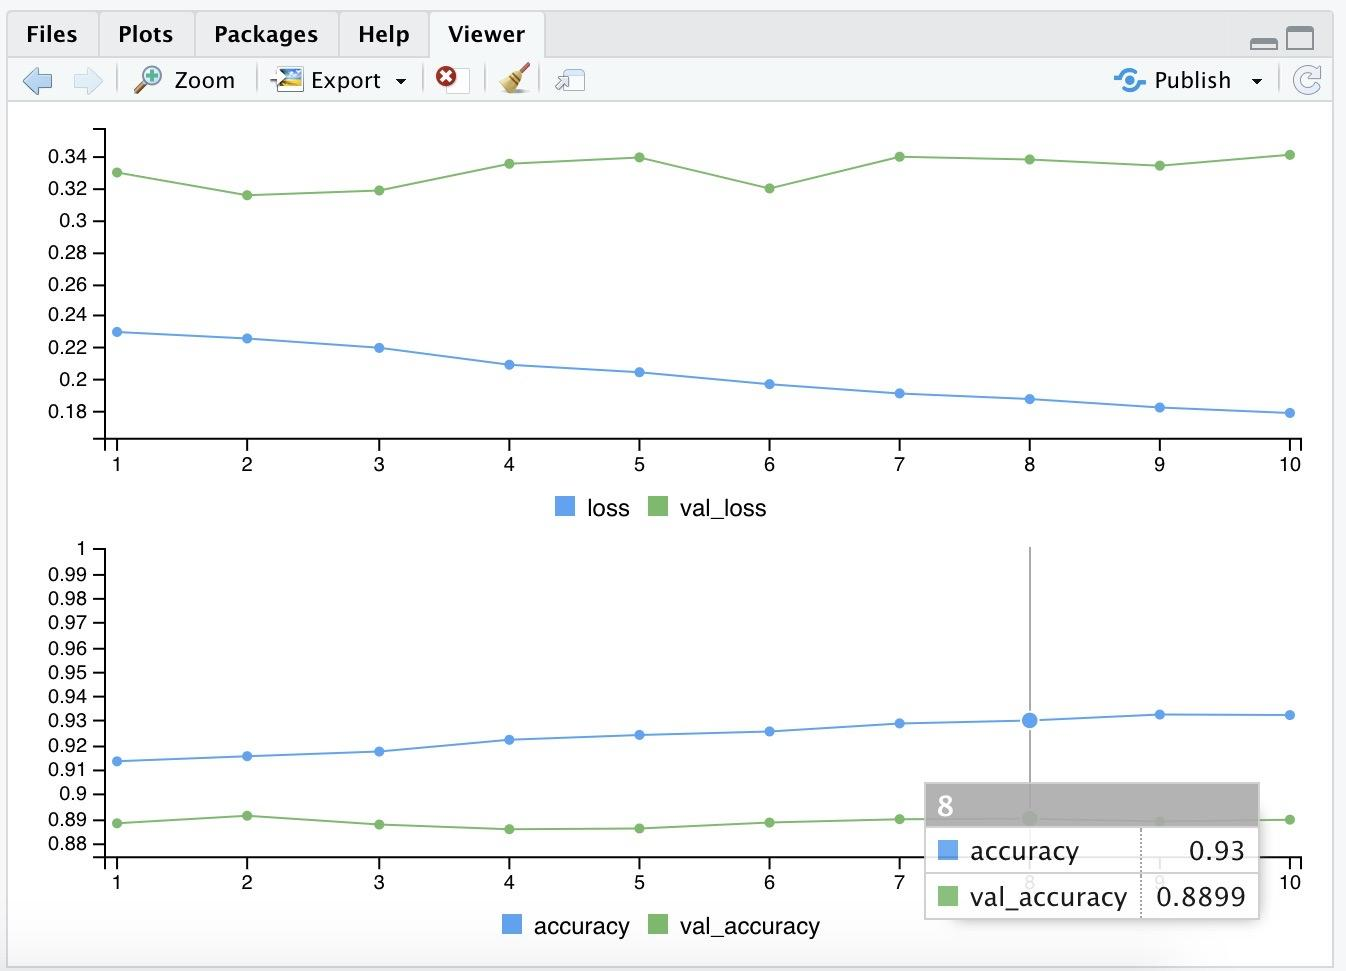 Files Plots Packages Help Viewer
Zoom Export Publish
0.34
0.32
0.3
0.28
0.26
0.24
0.22
0.2
0.18
1 2 3 4 5 6 7 8 9 10
loss val_loss
1
0.99
0.98
0.97
0.96
0.95
0.94
0.93
0.92
0.91
0.9
0.89
0.88
8
accuracy 0.93
val_accuracy 0.8899
1 2 3 4 5 6 7 8 9 10
accuracy val_accuracy